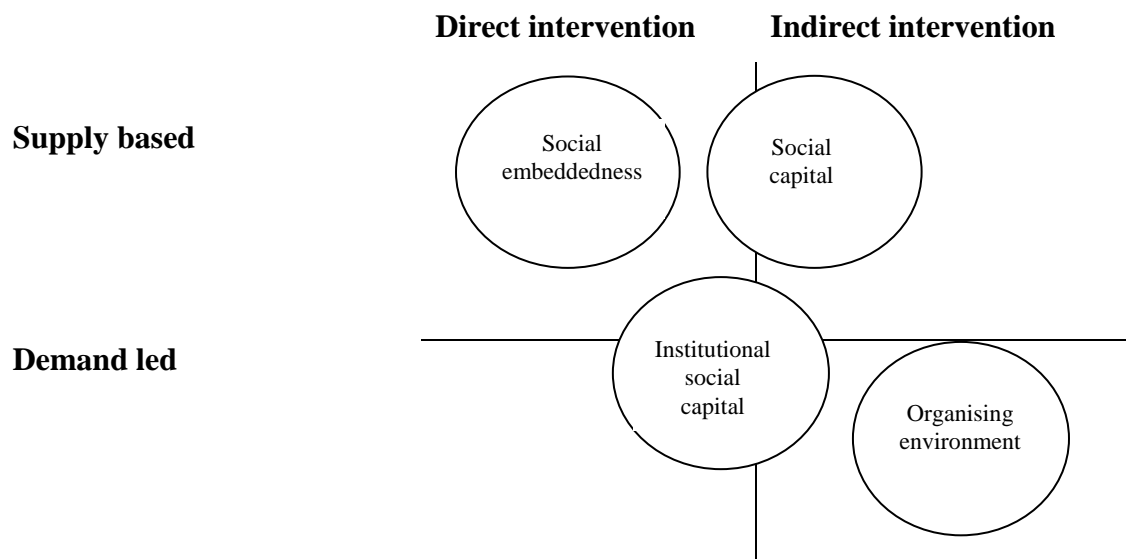 Direct intervention Indirect intervention
Supply based
Social
embeddedness
Social
capital
Demand led
Institutional
social
capital
Organising
environment